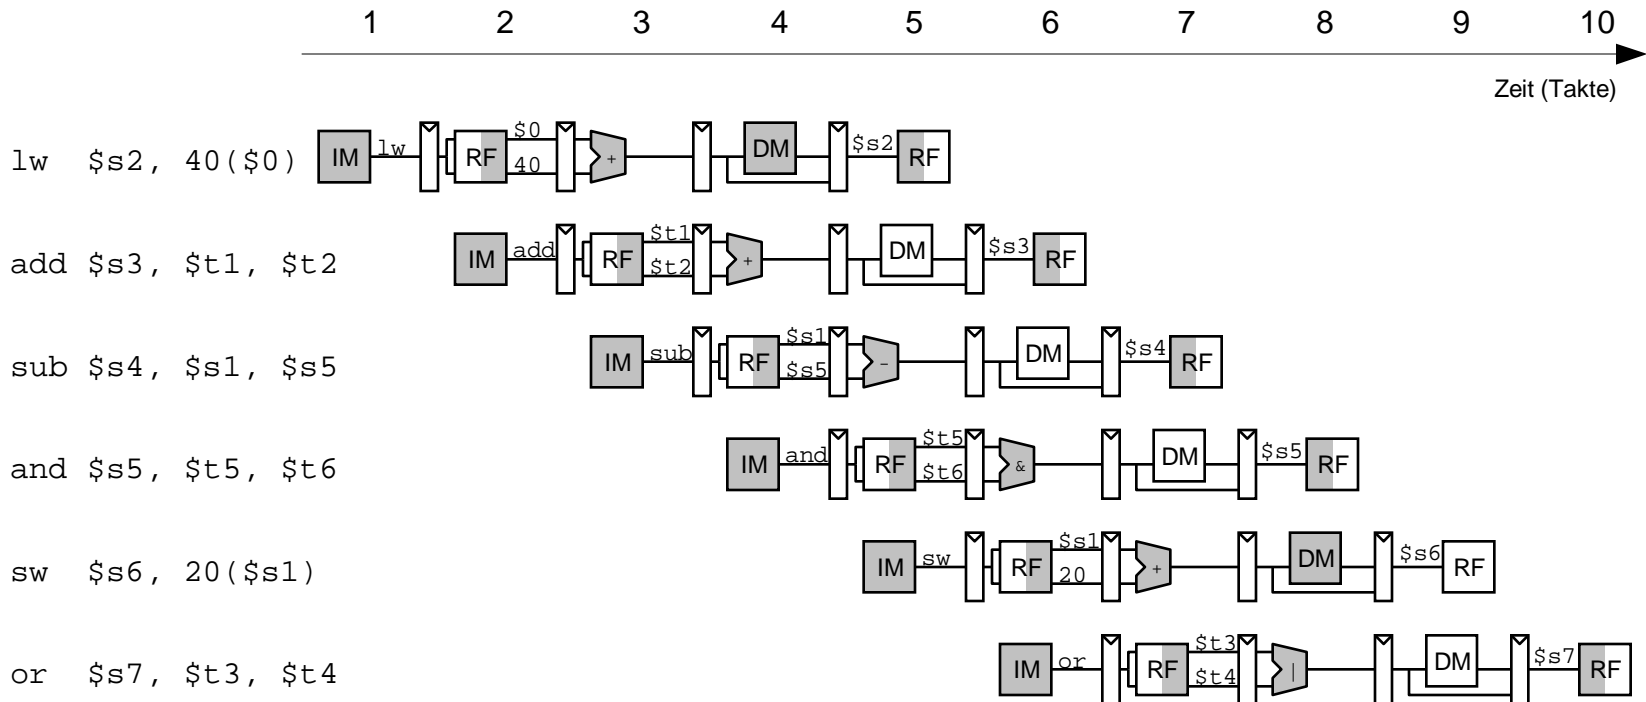 1 2 3 4 5 6 7 8 9 10
Zeit (Takte)
lw $s2, 40($0) IM lw RF $0 40 + DM $s2 RF
add $s3, $t1, $t2 IM add RF $t1 $t2 + DM $s3 RF
sub $s4, $s1, $s5 IM sub RF $s1 $s5 - DM $s4 RF
and $s5, $t5, $t6 IM and RF $t5 $t6 & DM $s5 RF
sw $s6, 20($s1) IM sw RF $s1 20 + DM $s6 RF
or $s7, $t3, $t4 IM or RF $t3 $t4 | DM $s7 RF